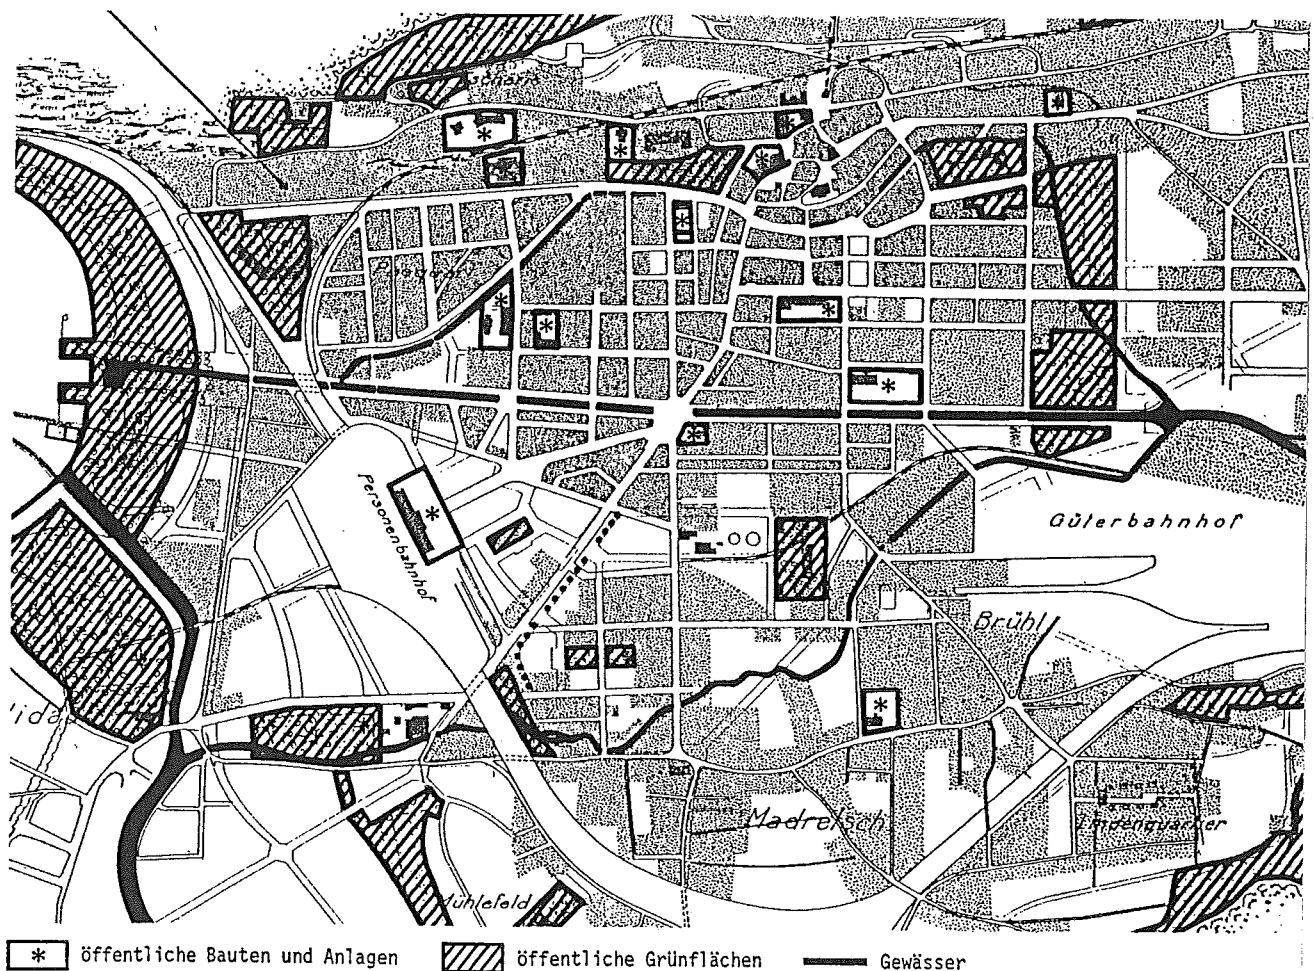 Personenbahnhof
Güterbahnhof
Brühl
Madretsch
Mühlefeld
öffentliche Bauten und Anlagen
öffentliche Grünflächen
Gewässer